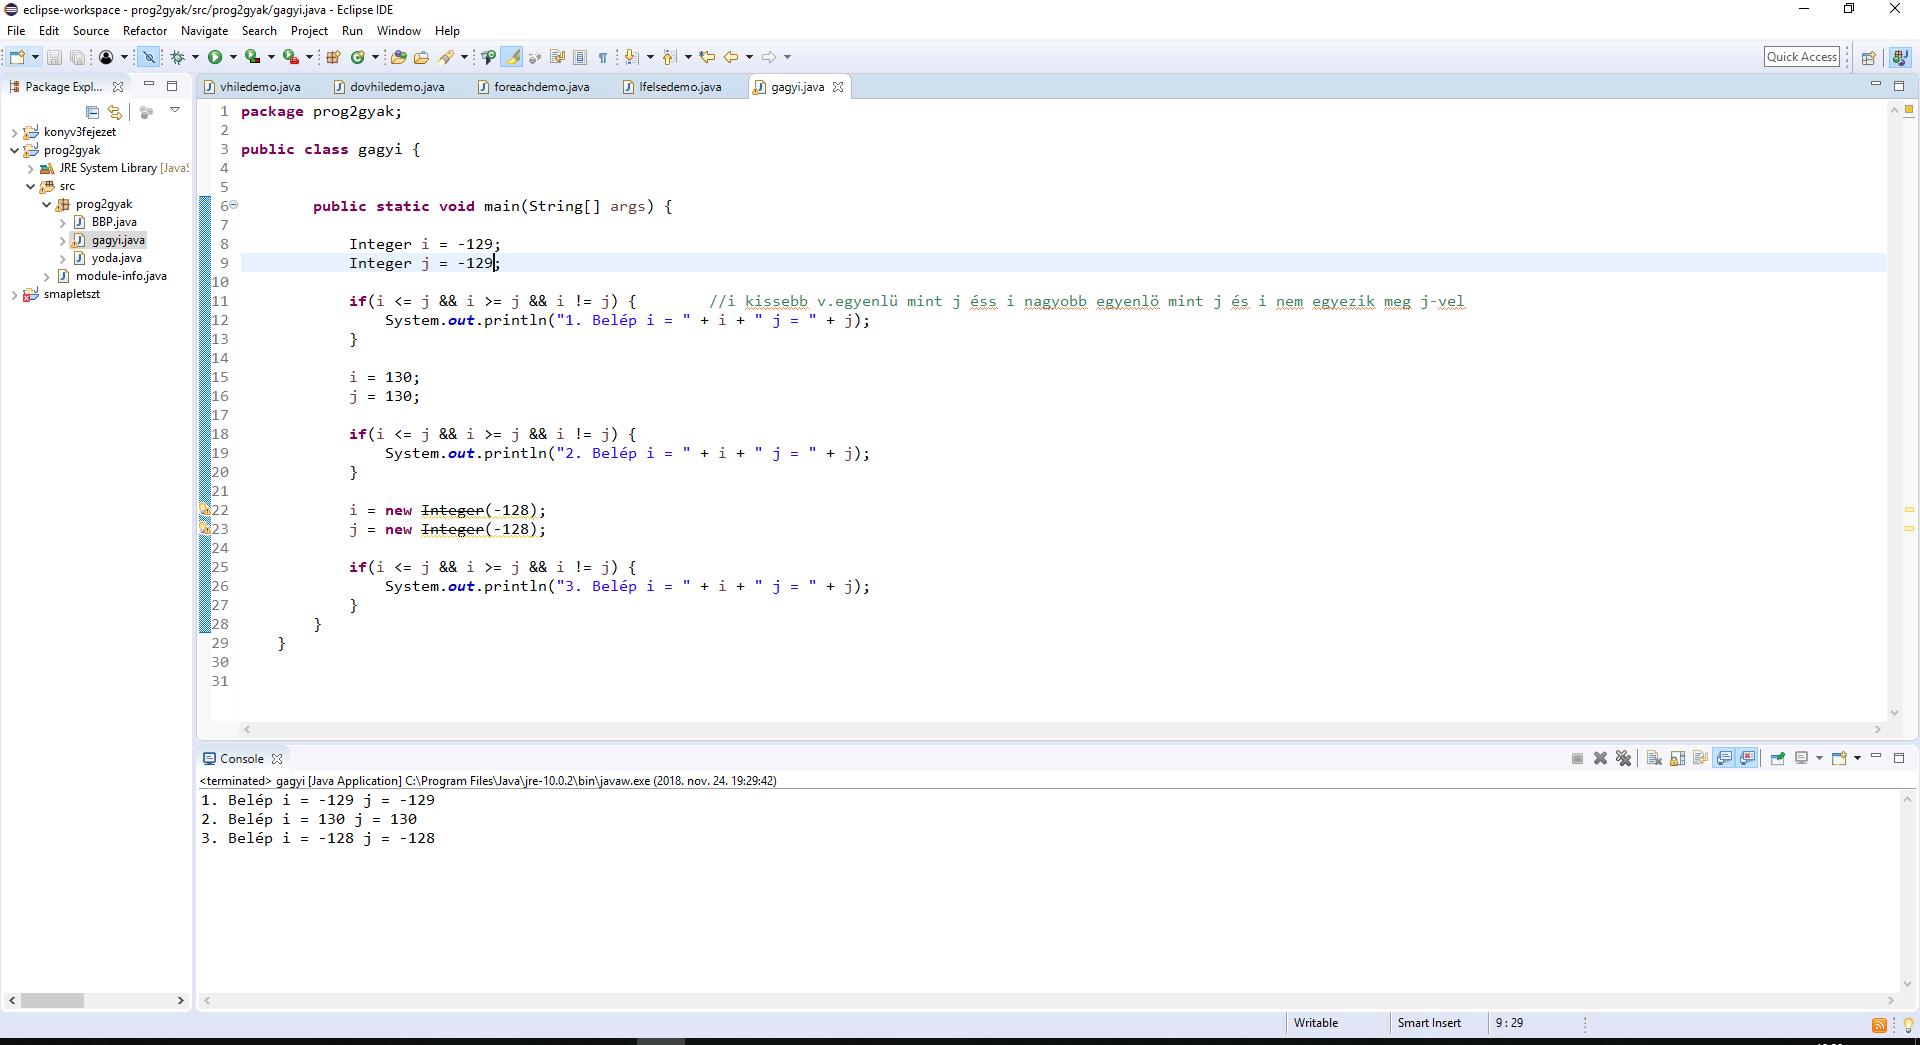 eclipse-workspace - prog2gyak/src/prog2gyak/gagyi.java - Eclipse IDE
File Edit Source Refactor Navigate Search Project Run Window Help
Quick Access
Package Expl...
vhiledemo.java dovhiledemo.java foreachdemo.java Ifelsedemo.java gagyi.java
konyv3fejezet
prog2gyak
JRE System Library [JavaS
src
prog2gyak
BBP.java
gagyi.java
yoda.java
module-info.java
smapletszt
1 package prog2gyak;
2
3 public class gagyi {
4
5
6 public static void main(String[] args) {
7
8 Integer i = -129;
9 Integer j = -129;
10
11 if(i <= j && i >= j && i != j) { //i kissebb v.egyenlü mint j éss i nagyobb egyenlö mint j és i nem egyezik meg j-vel
12 System.out.println("1. Belép i = " + i + " j = " + j);
13 }
14
15 i = 130;
16 j = 130;
17
18 if(i <= j && i >= j && i != j) {
19 System.out.println("2. Belép i = " + i + " j = " + j);
20 }
21
22 i = new Integer(-128);
23 j = new Integer(-128);
24
25 if(i <= j && i >= j && i != j) {
26 System.out.println("3. Belép i = " + i + " j = " + j);
27 }
28 }
29 }
30
31
Console
<terminated> gagyi [Java Application] C:\Program Files\Java\jre-10.0.2\bin\javaw.exe (2018. nov. 24. 19:29:42)
1. Belép i = -129 j = -129
2. Belép i = 130 j = 130
3. Belép i = -128 j = -128
Writable Smart Insert 9 : 29